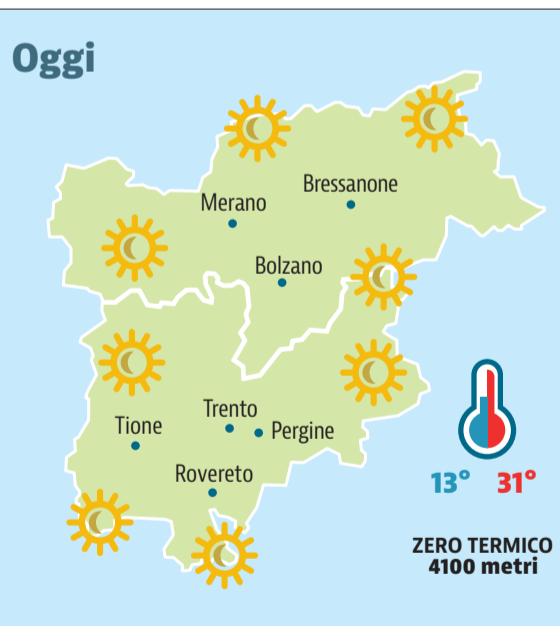 Oggi
Bressanone
Merano
Bolzano
Trento
Tione
Pergine
Rovereto
13° 31°
ZERO TERMICO
4100 metri